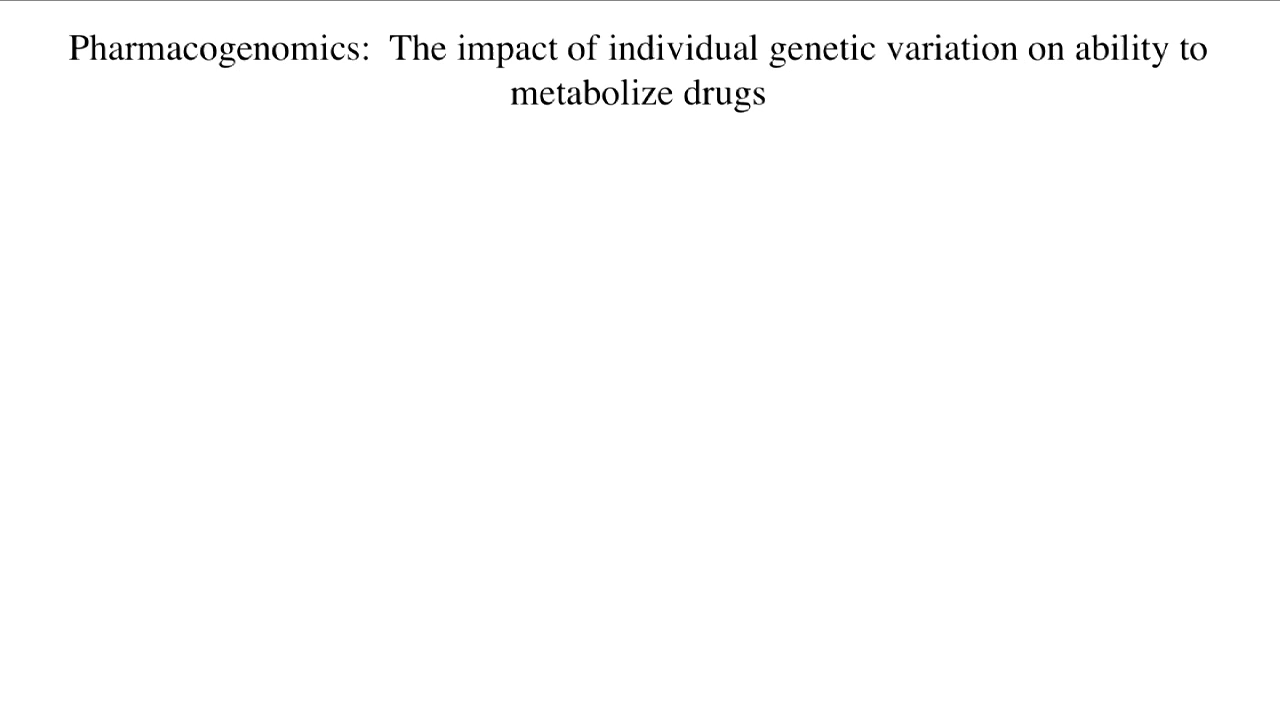 Pharmacogenomics:  The impact of individual genetic variation on ability to
metabolize drugs